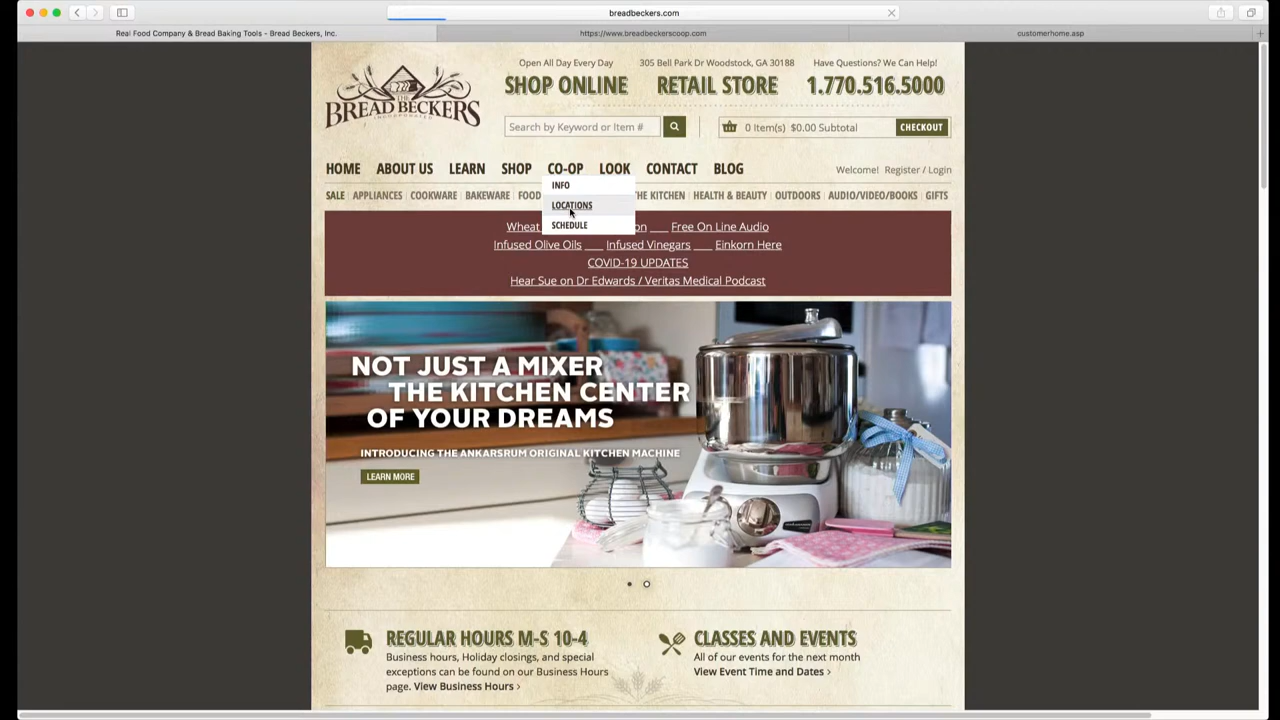 breadbeckers.com
Real Food Company & Bread Baking Tools - Bread Beckers, Inc.
https://www.breadbeckerscoop.com
customerhome.asp
THE
BREAD BECKERS
INCORPORATED
Open All Day Every Day
SHOP ONLINE
305 Bell Park Dr Woodstock, GA 30188
RETAIL STORE
Have Questions? We Can Help!
1.770.516.5000
Search by Keyword or Item #
0 Item(s) $0.00 Subtotal
CHECKOUT
HOME ABOUT US LEARN SHOP CO-OP LOOK CONTACT BLOG
Welcome! Register / Login
INFO
LOCATIONS
SCHEDULE
SALE APPLIANCES COOKWARE BAKEWARE FOOD THE KITCHEN HEALTH & BEAUTY OUTDOORS AUDIO/VIDEO/BOOKS GIFTS
Wheat on ___ Free On Line Audio
Infused Olive Oils ___ Infused Vinegars ___ Einkorn Here
COVID-19 UPDATES
Hear Sue on Dr Edwards / Veritas Medical Podcast
NOT JUST A MIXER
THE KITCHEN CENTER
OF YOUR DREAMS
INTRODUCING THE ANKARSRUM ORIGINAL KITCHEN MACHINE
LEARN MORE
REGULAR HOURS M-S 10-4
Business hours, Holiday closings, and special
exceptions can be found on our Business Hours
page. View Business Hours >
CLASSES AND EVENTS
All of our events for the next month
View Event Time and Dates >